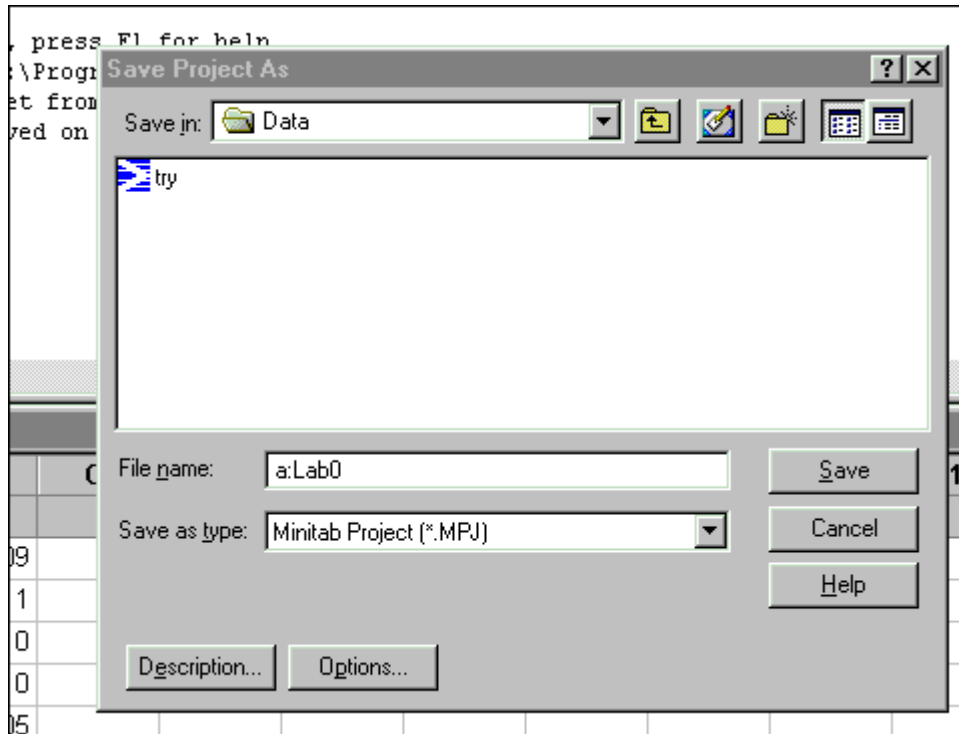 , press F1 for help
:\Progr
et from
ved on
Save Project As
Save in: Data
try
File name: a:Lab0
Save
Save as type: Minitab Project (*.MPJ)
Cancel
Help
Description... Options...
09
1
0
0
05